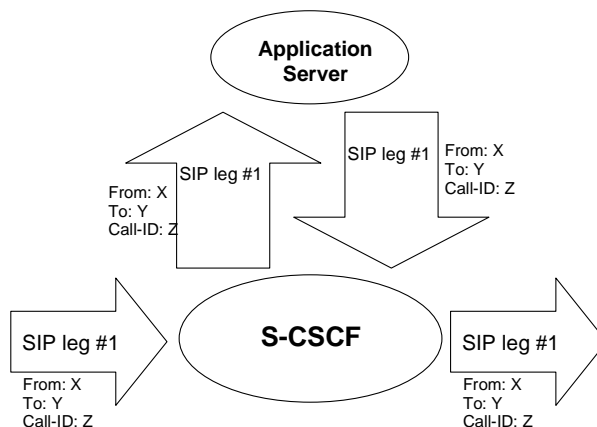 Application
Server
SIP leg #1
From: X
To: Y
Call-ID: Z
SIP leg #1
From: X
To: Y
Call-ID: Z
S-CSCF
SIP leg #1
From: X
To: Y
Call-ID: Z
SIP leg #1
From: X
To: Y
Call-ID: Z